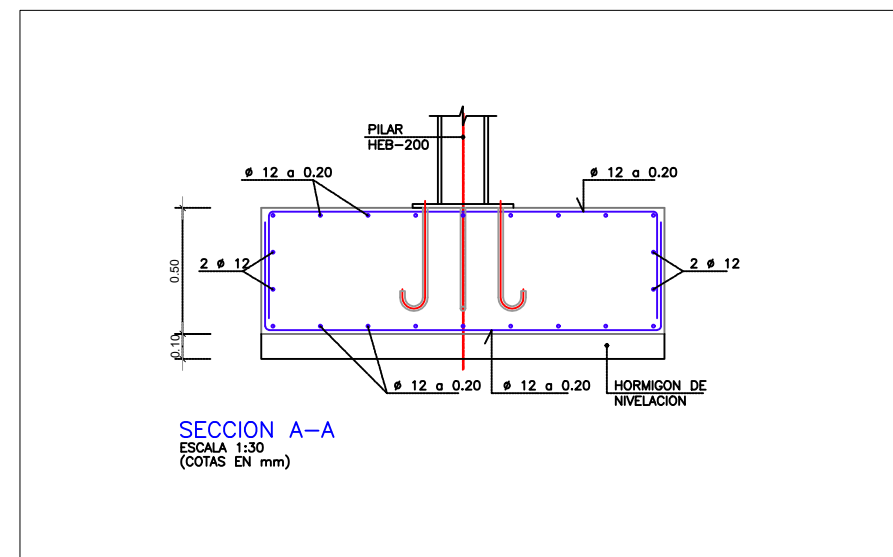 PILAR
HEB-200
ø 12 a 0.20
ø 12 a 0.20
2 ø 12
2 ø 12
0.50
0.10
ø 12 a 0.20
ø 12 a 0.20
HORMIGON DE
NIVELACION
SECCION A-A
ESCALA 1:30
(COTAS EN mm)